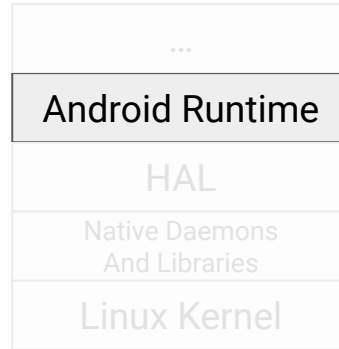 ...
Android Runtime
HAL
Native Daemons
And Libraries
Linux Kernel